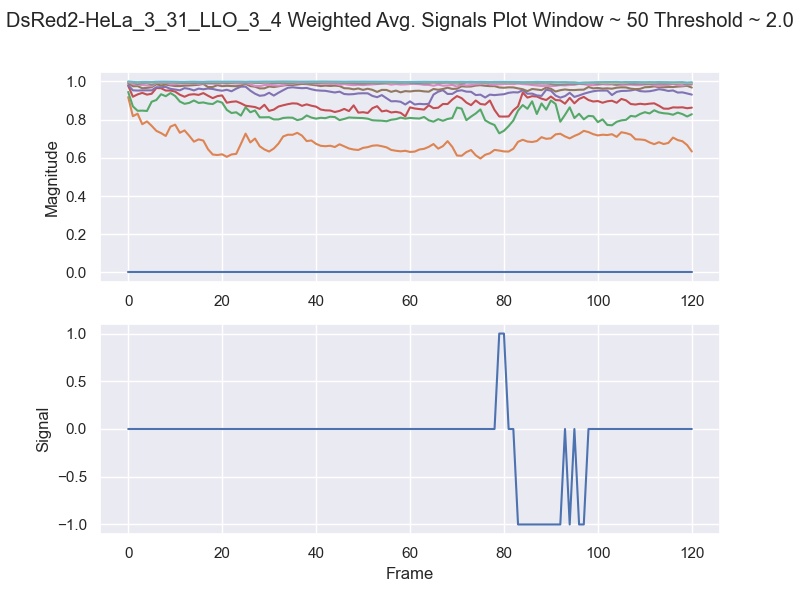 DsRed2-HeLa_3_31_LLO_3_4 Weighted Avg. Signals Plot Window ~ 50 Threshold ~ 2.0
1.0
0.8
0.6
0.4
0.2
0.0
Magnitude
0 20 40 60 80 100 120
1.0
0.5
0.0
−0.5
−1.0
Signal
0 20 40 60 80 100 120
Frame